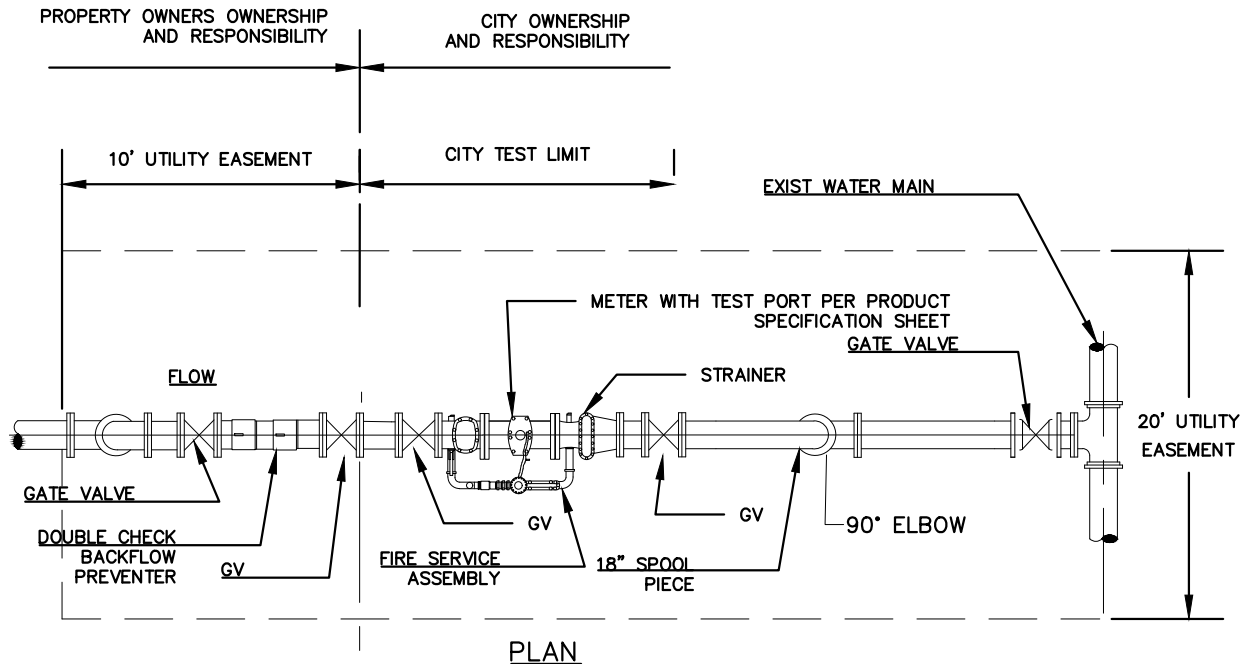 PROPERTY OWNERS OWNERSHIP
AND RESPONSIBILITY
CITY OWNERSHIP
AND RESPONSIBILITY
10' UTILITY EASEMENT
CITY TEST LIMIT
EXIST WATER MAIN
METER WITH TEST PORT PER PRODUCT
SPECIFICATION SHEET
GATE VALVE
FLOW
STRAINER
20' UTILITY
EASEMENT
GATE VALVE
GV
GV
90° ELBOW
DOUBLE CHECK
BACKFLOW
PREVENTER
GV
FIRE SERVICE
ASSEMBLY
18" SPOOL
PIECE
PLAN